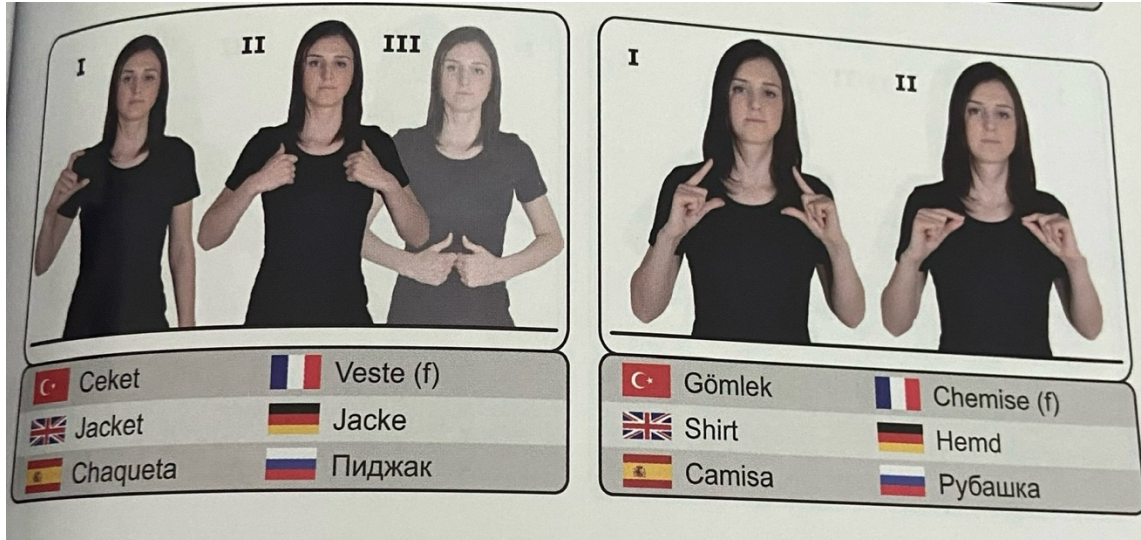 I II III
Ceket Veste (f)
Jacket Jacke
Chaqueta Пиджак
I II
Gömlek Chemise (f)
Shirt Hemd
Camisa Рубашка